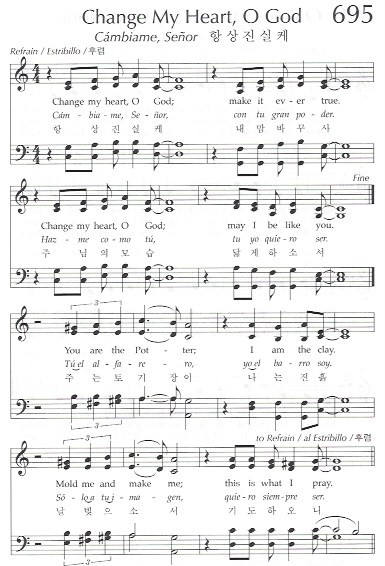 Change My Heart, O God 695
Cámbiame, Señor 항상진실케
Refrain / Estribillo / 후렴
Change my heart, O God; make it ev – er true.
Cám – bia – me, Se – ñor, con tu gran po – der.
항 상 진 실 케 내 맘 바 꾸 사
Fine
Change my heart, O God; may I be like you.
Haz – me co – mo tú, tu yo quie – ro ser.
주 님 의 모 습 닮 게 하 소 서
3 3
You are the Pot – ter; I am the clay.
Tú el al – fa – re – ro, yo el ba – rro soy.
주 는 토 기 장 이 나 는 진 흙
3
to Refrain / al Estribillo / 후렴
3 3
Mold me and make me; this is what I pray.
Só – lo a tu i – ma – gen, quie – ro siem – pre ser.
날 빚 으 소 서 기 도 하 오 니
3